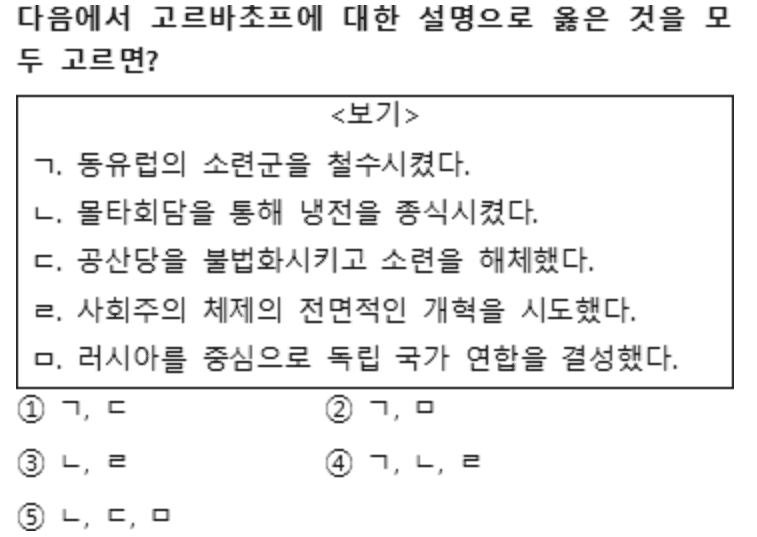 다음에서 고르바초프에 대한 설명으로 옳은 것을 모
두 고르면?
<보기>
ㄱ. 동유럽의 소련군을 철수시켰다.
ㄴ. 몰타회담을 통해 냉전을 종식시켰다.
ㄷ. 공산당을 불법화시키고 소련을 해체했다.
ㄹ. 사회주의 체제의 전면적인 개혁을 시도했다.
ㅁ. 러시아를 중심으로 독립 국가 연합을 결성했다.
① ㄱ, ㄷ ② ㄱ, ㅁ
③ ㄴ, ㄹ ④ ㄱ, ㄴ, ㄹ
⑤ ㄴ, ㄷ, ㅁ